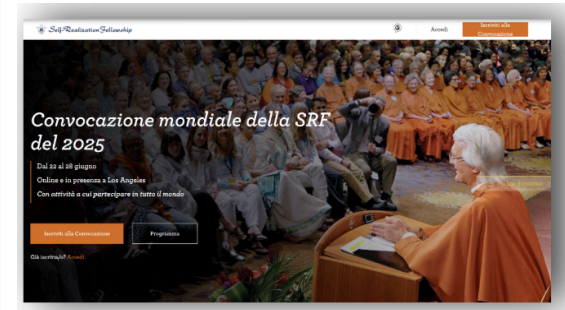 Self-Realization Fellowship
Accedi
Iscriviti alla
Convocazione
Convocazione mondiale della SRF
del 2025
Dal 22 al 28 giugno
Online e in presenza a Los Angeles
Con attività a cui partecipare in tutto il mondo
Iscriviti alla Convocazione
Programma
Già iscritta/o? Accedi